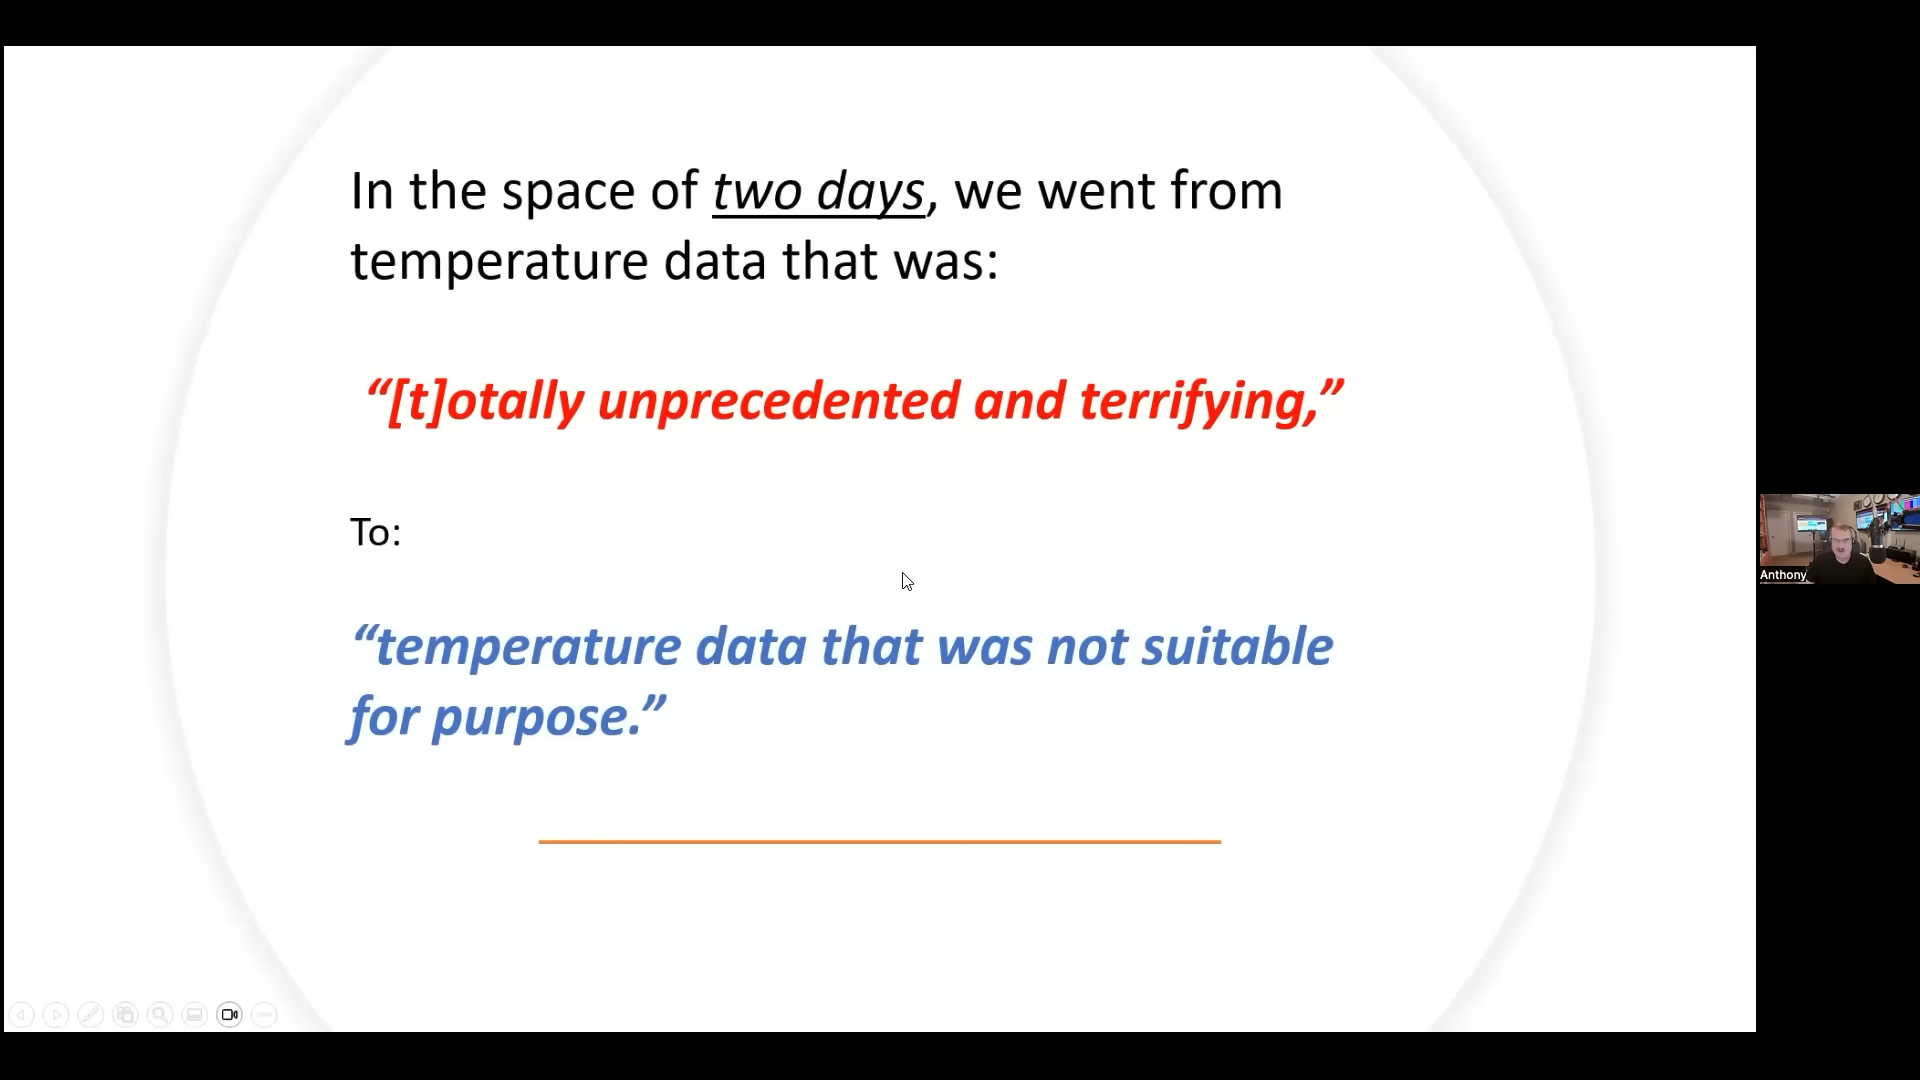 In the space of two days, we went from
temperature data that was:
“[t]otally unprecedented and terrifying,”
To:
“temperature data that was not suitable
for purpose.”
Anthony